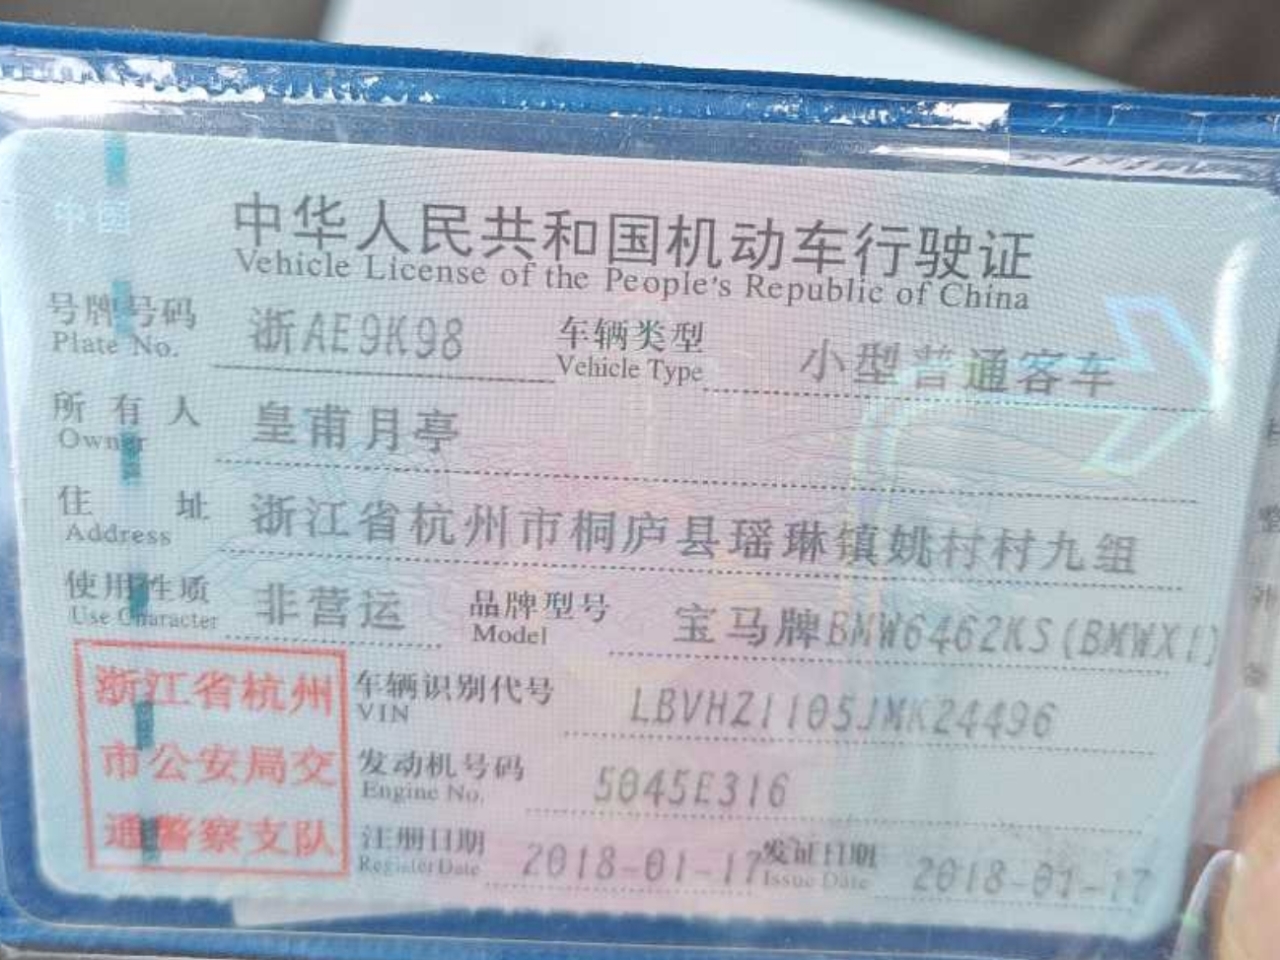 中华人民共和国机动车行驶证
Vehicle License of the People's Republic of China
号牌号码 浙AE9K98 车辆类型 小型普通客车
Plate No. Vehicle Type
所有人 皇甫月亭
Owner
住址 浙江省杭州市桐庐县瑶琳镇姚村村九组
Address
使用性质 非营运 品牌型号 宝马牌BMW6462KS(BMWX1)
Use Character Model
浙江省杭州 车辆识别代号 LBVHZ1105JMK24496
VIN
市公安局交 发动机号码 5045E316
Engine No.
通警察支队 注册日期 2018-01-17 发证日期 2018-01-17
Register Date Issue Date